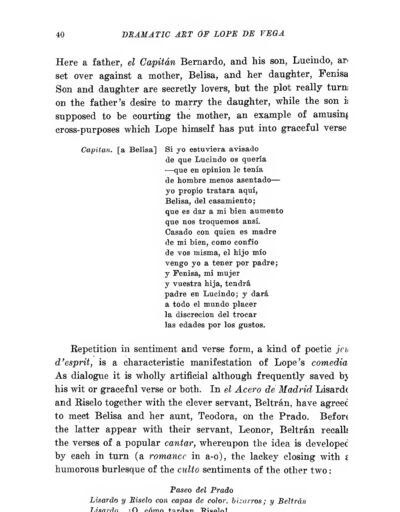 40 DRAMATIC ART OF LOPE DE VEGA
Here a father, el Capitán Bernardo, and his son, Lucindo, ar
set over against a mother, Belisa, and her daughter, Fenisa
Son and daughter are secretly lovers, but the plot really turn
on the father's desire to marry the daughter, while the son i
supposed to be courting the mother, an example of amusing
cross-purposes which Lope himself has put into graceful verse
Capitan. [a Belisa] Si yo estuviera avisado
de que Lucindo os quería
—que en opinion le tenía
de hombre menos asentado—
yo propio tratara aquí,
Belisa, del casamiento;
que es dar a mi bien aumento
que nos troquemos ansí.
Casado con quien es madre
de mi bien, como confío
de vos misma, el hijo mío
vengo yo a tener por padre;
y Fenisa, mi mujer
y vuestra hija, tendrá
padre en Lucindo; y dará
a todo el mundo placer
la discrecion del trocar
las edades por los gustos.
Repetition in sentiment and verse form, a kind of poetic jeu
d'esprit, is a characteristic manifestation of Lope's comedia
As dialogue it is wholly artificial although frequently saved by
his wit or graceful verse or both. In el Acero de Madrid Lisardo
and Riselo together with the clever servant, Beltrán, have agreed
to meet Belisa and her aunt, Teodora, on the Prado. Before
the latter appear with their servant, Leonor, Beltrán recalls
the verses of a popular cantar, whereupon the idea is developed
by each in turn (a romance in a-o), the lackey closing with a
humorous burlesque of the culto sentiments of the other two:
Paseo del Prado
Lisardo y Riselo con capas de color, bizarros; y Beltrán
Lisardo. ¡O, cómo tardan, Riselo!